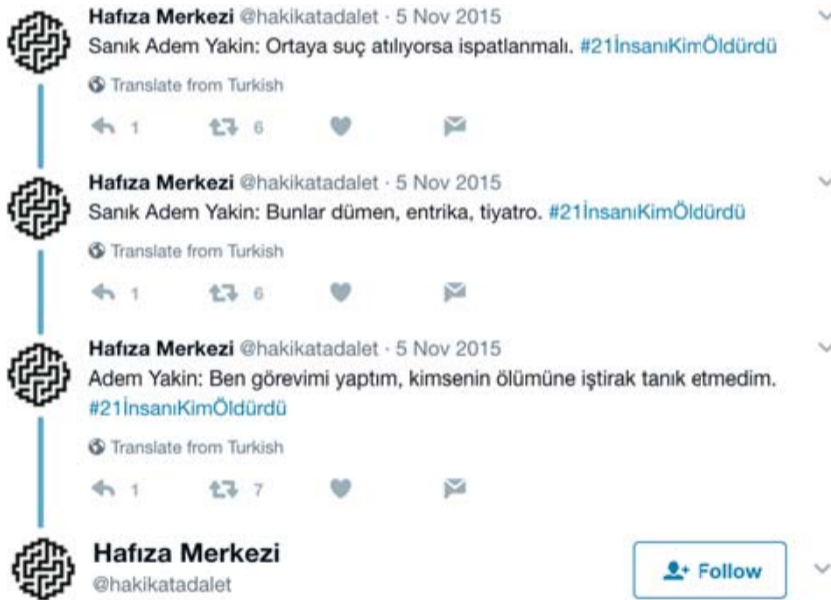 Hafıza Merkezi @hakikatadalet · 5 Nov 2015
Sanık Adem Yakin: Ortaya suç atılıyorsa ispatlanmalı. #21İnsanıKimÖldürdü
Translate from Turkish
1 6
Hafıza Merkezi @hakikatadalet · 5 Nov 2015
Sanık Adem Yakin: Bunlar dümen, entrika, tiyatro. #21İnsanıKimÖldürdü
Translate from Turkish
1 6
Hafıza Merkezi @hakikatadalet · 5 Nov 2015
Adem Yakin: Ben görevimi yaptım, kimsenin ölümüne iştirak tanık etmedim.
#21İnsanıKimÖldürdü
Translate from Turkish
1 7
Hafıza Merkezi
@hakikatadalet
Follow